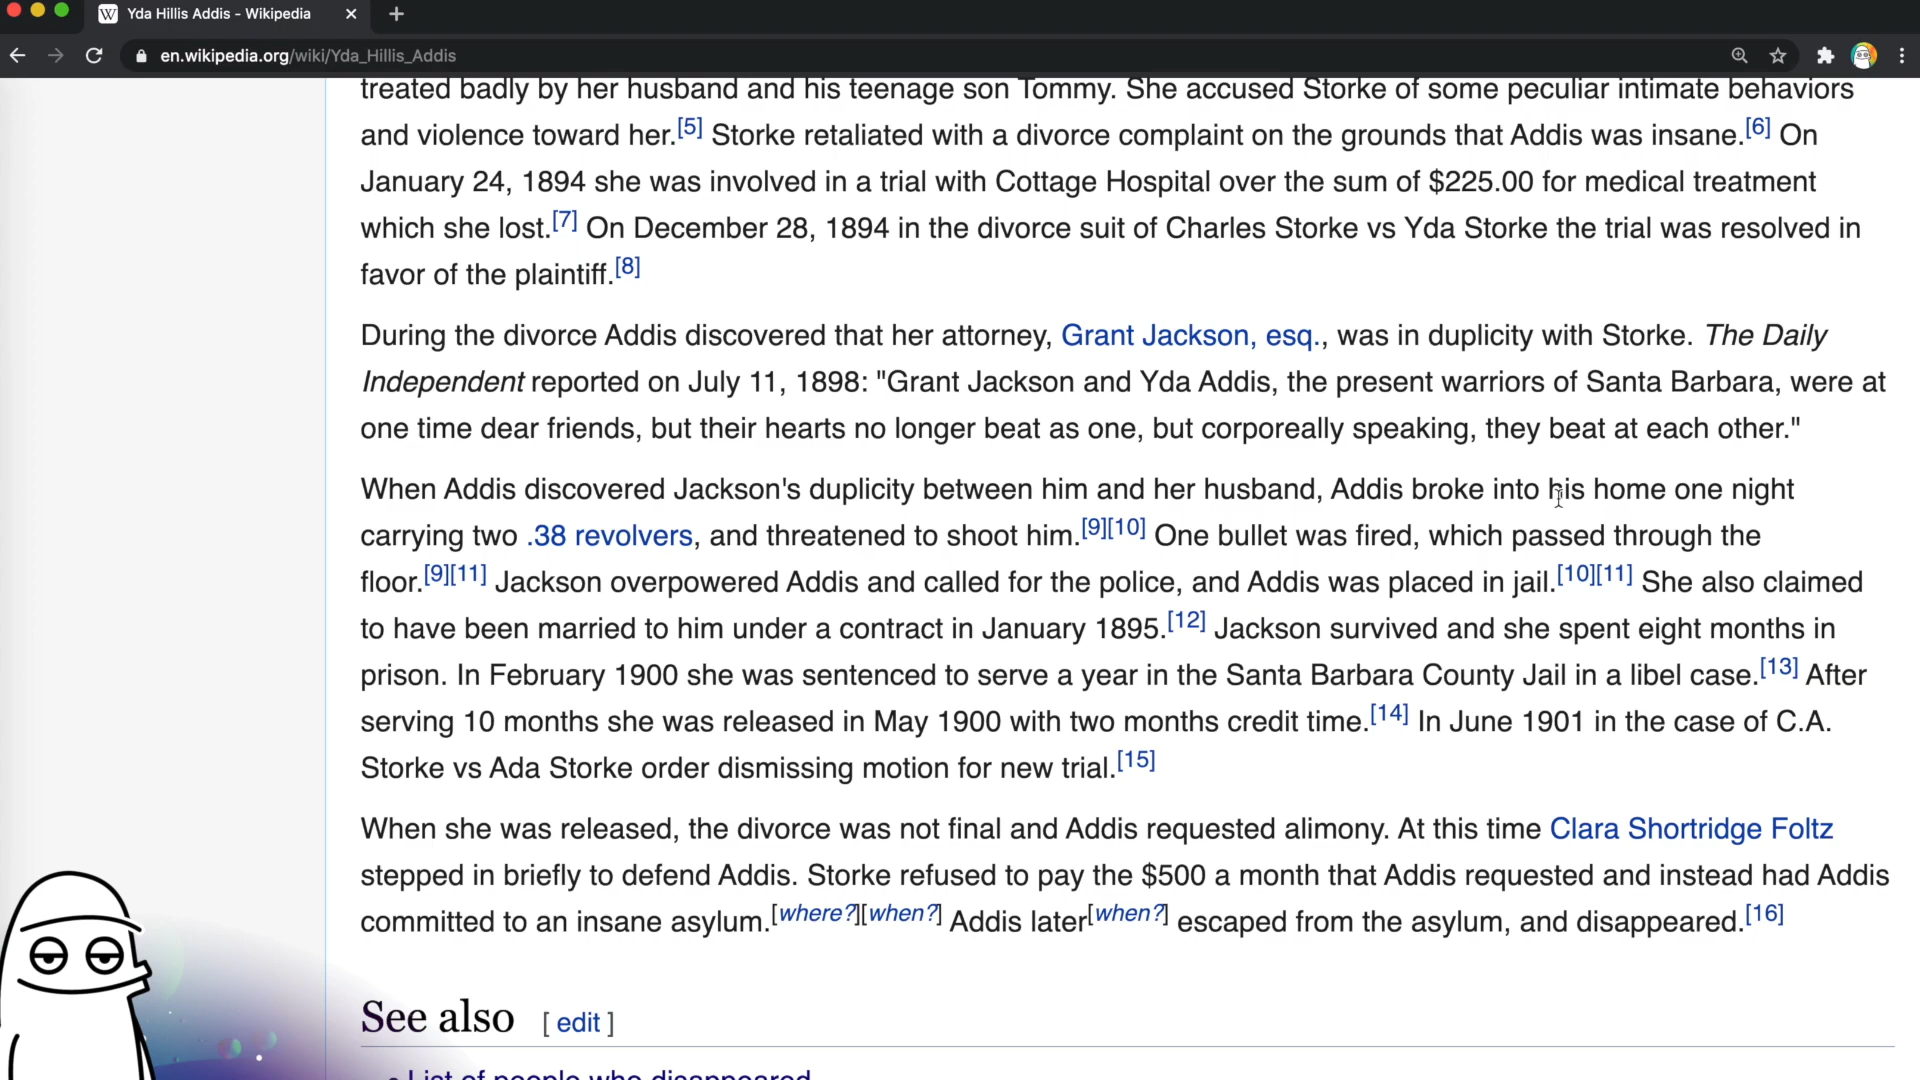 Yda Hillis Addis - Wikipedia
en.wikipedia.org/wiki/Yda_Hillis_Addis
treated badly by her husband and his teenage son Tommy. She accused Storke of some peculiar intimate behaviors
and violence toward her.[5] Storke retaliated with a divorce complaint on the grounds that Addis was insane.[6] On
January 24, 1894 she was involved in a trial with Cottage Hospital over the sum of $225.00 for medical treatment
which she lost.[7] On December 28, 1894 in the divorce suit of Charles Storke vs Yda Storke the trial was resolved in
favor of the plaintiff.[8]
During the divorce Addis discovered that her attorney, Grant Jackson, esq., was in duplicity with Storke. The Daily
Independent reported on July 11, 1898: "Grant Jackson and Yda Addis, the present warriors of Santa Barbara, were at
one time dear friends, but their hearts no longer beat as one, but corporeally speaking, they beat at each other."
When Addis discovered Jackson's duplicity between him and her husband, Addis broke into his home one night
carrying two .38 revolvers, and threatened to shoot him.[9][10] One bullet was fired, which passed through the
floor.[9][11] Jackson overpowered Addis and called for the police, and Addis was placed in jail.[10][11] She also claimed
to have been married to him under a contract in January 1895.[12] Jackson survived and she spent eight months in
prison. In February 1900 she was sentenced to serve a year in the Santa Barbara County Jail in a libel case.[13] After
serving 10 months she was released in May 1900 with two months credit time.[14] In June 1901 in the case of C.A.
Storke vs Ada Storke order dismissing motion for new trial.[15]
When she was released, the divorce was not final and Addis requested alimony. At this time Clara Shortridge Foltz
stepped in briefly to defend Addis. Storke refused to pay the $500 a month that Addis requested and instead had Addis
committed to an insane asylum.[where?][when?] Addis later[when?] escaped from the asylum, and disappeared.[16]
See also [ edit ]
List of people who disappeared